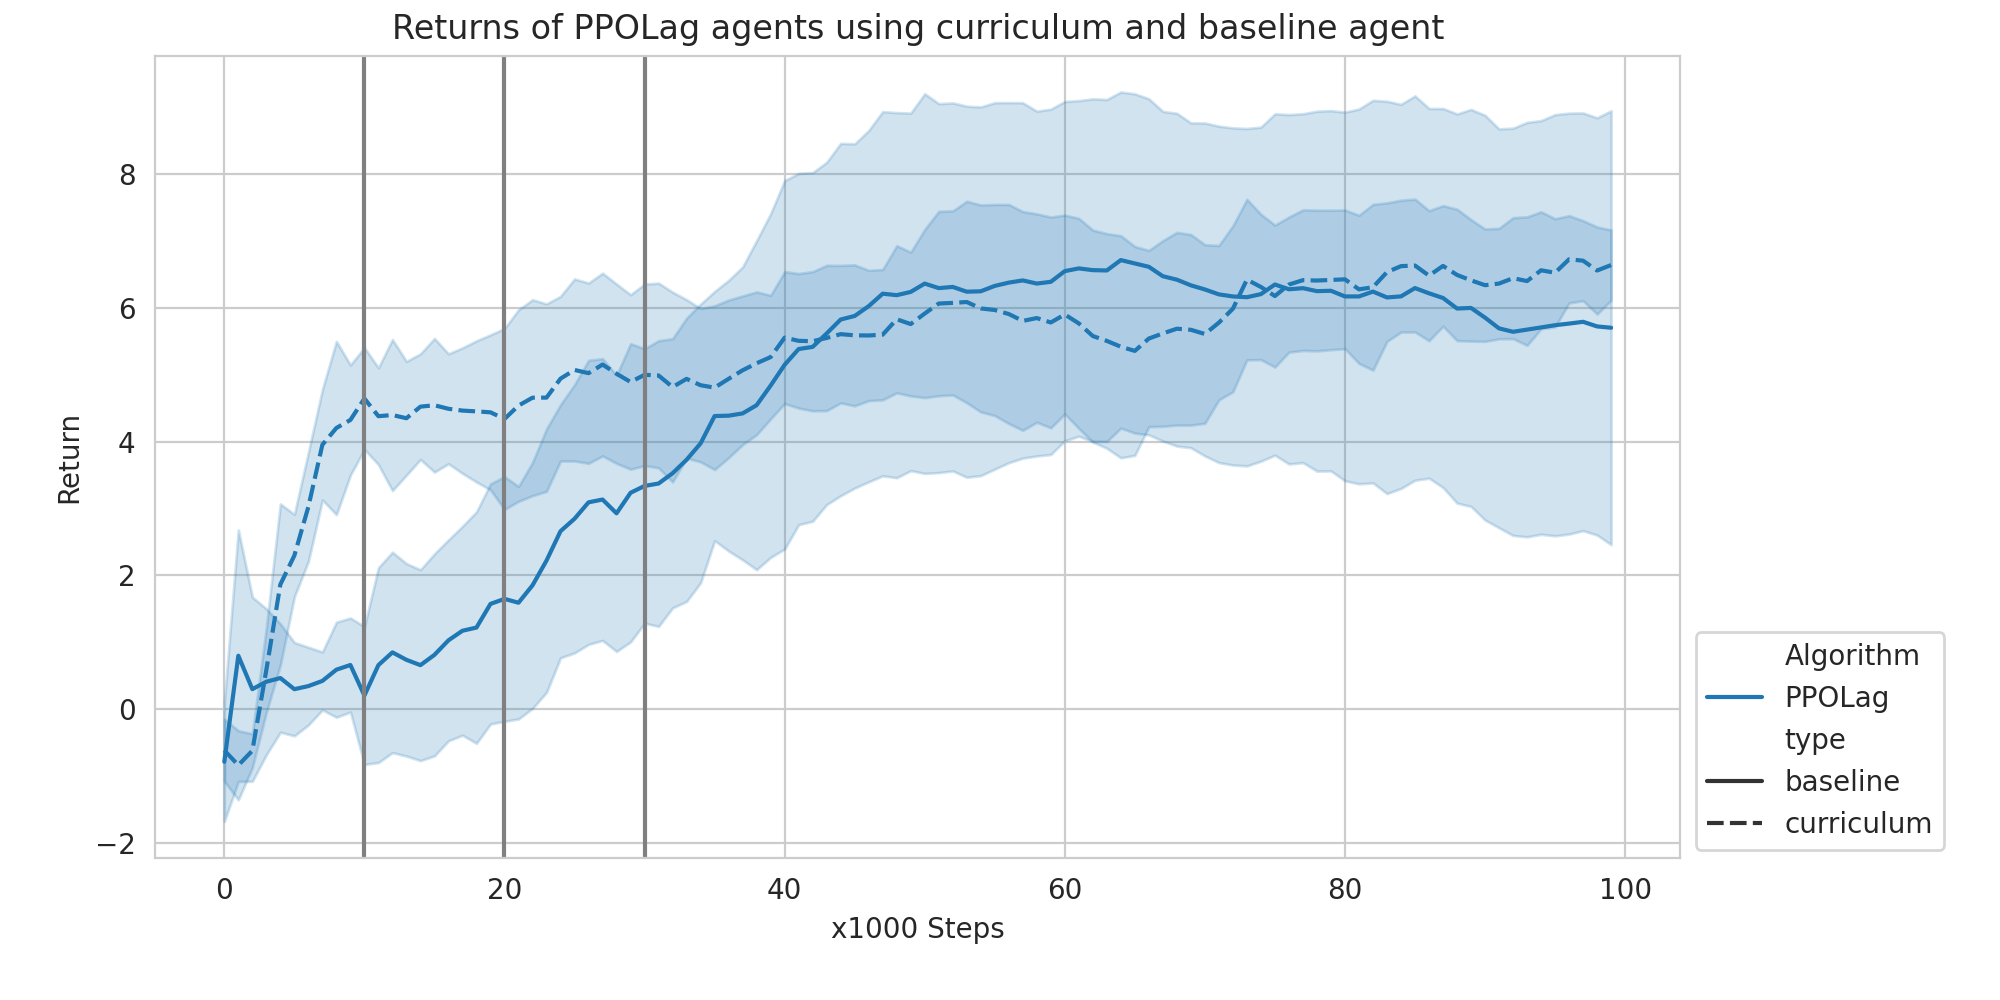 Returns of PPOLag agents using curriculum and baseline agent
Return
8
6
4
2
0
−2
0 20 40 60 80 100
x1000 Steps
Algorithm
PPOLag
type
baseline
curriculum